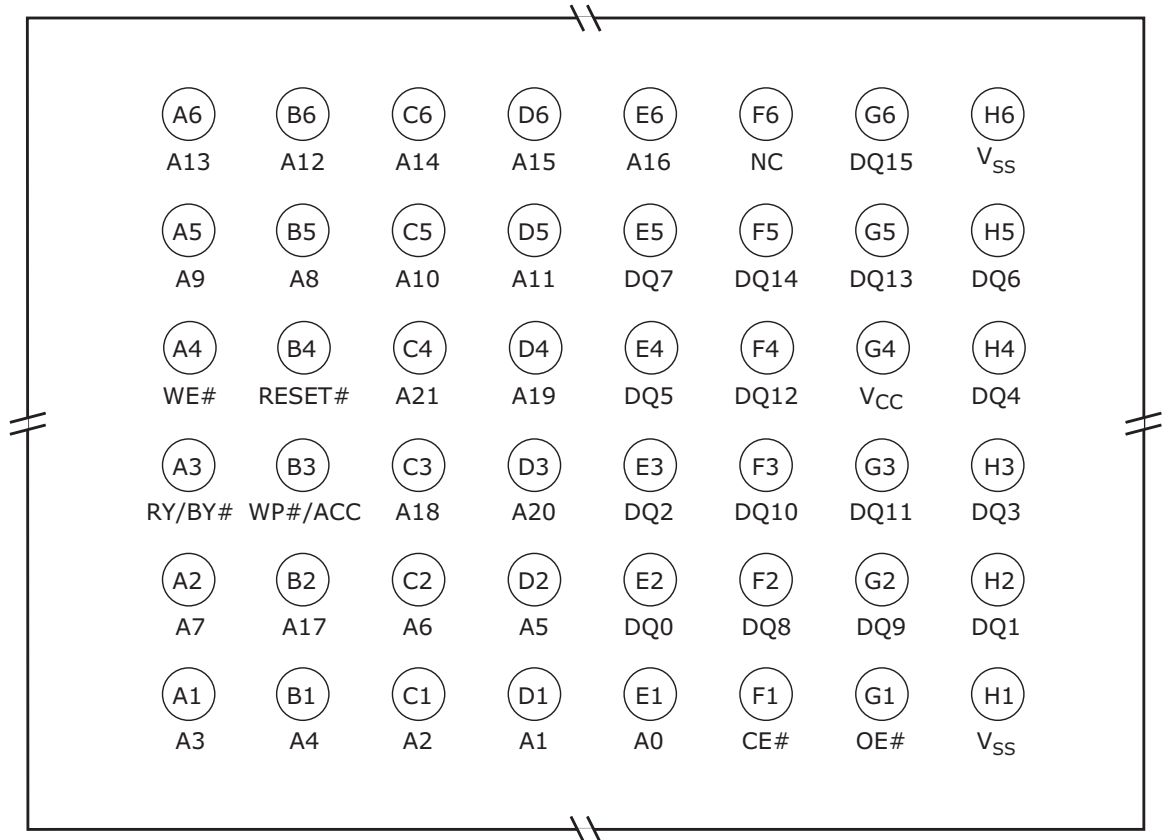 A6 B6 C6 D6 E6 F6 G6 H6
A13 A12 A14 A15 A16 NC DQ15 VSS
A5 B5 C5 D5 E5 F5 G5 H5
A9 A8 A10 A11 DQ7 DQ14 DQ13 DQ6
A4 B4 C4 D4 E4 F4 G4 H4
WE# RESET# A21 A19 DQ5 DQ12 VCC DQ4
A3 B3 C3 D3 E3 F3 G3 H3
RY/BY# WP#/ACC A18 A20 DQ2 DQ10 DQ11 DQ3
A2 B2 C2 D2 E2 F2 G2 H2
A7 A17 A6 A5 DQ0 DQ8 DQ9 DQ1
A1 B1 C1 D1 E1 F1 G1 H1
A3 A4 A2 A1 A0 CE# OE# VSS